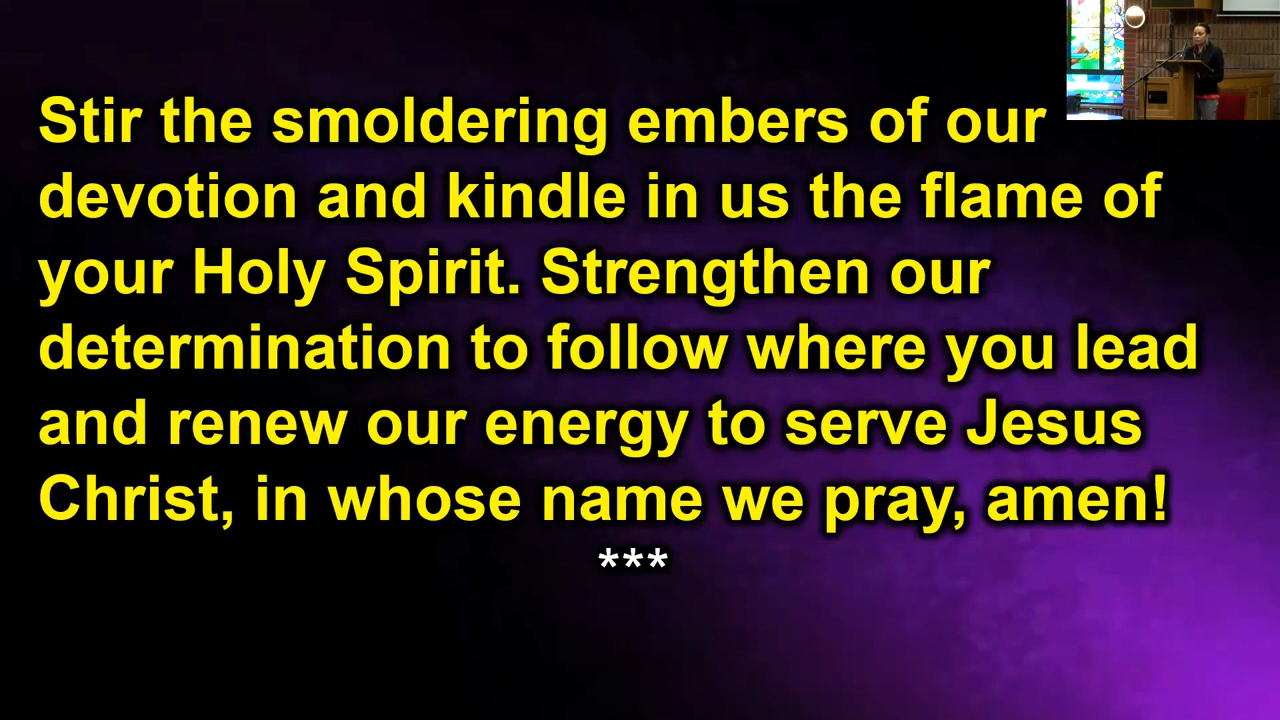 Stir the smoldering embers of our
devotion and kindle in us the flame of
your Holy Spirit. Strengthen our
determination to follow where you lead
and renew our energy to serve Jesus
Christ, in whose name we pray, amen!
***